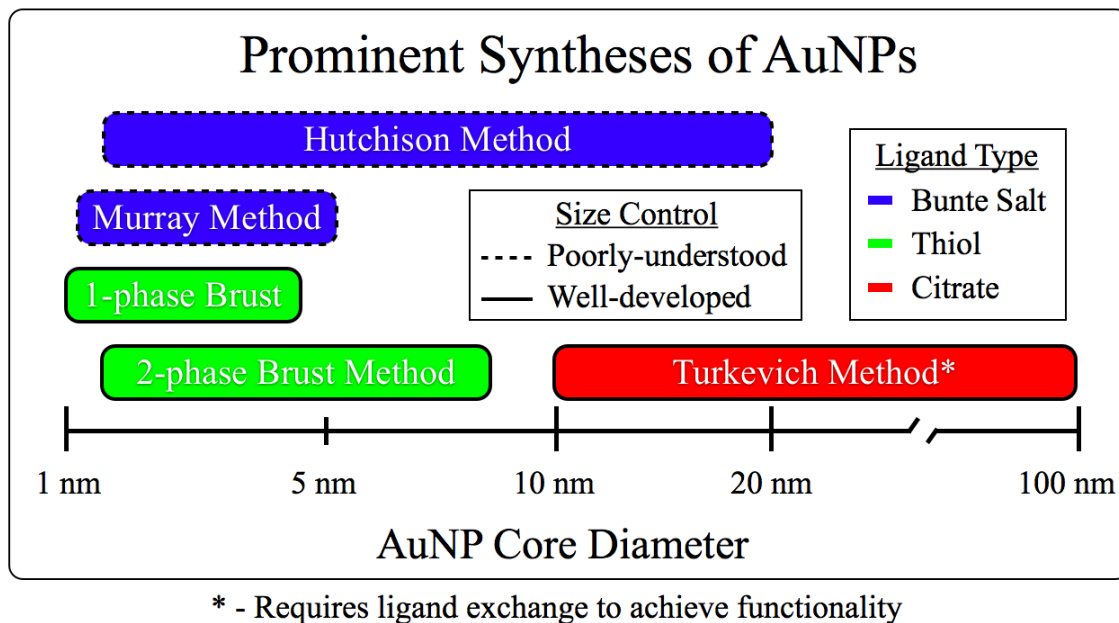 Prominent Syntheses of AuNPs
Hutchison Method
Murray Method
1-phase Brust
2-phase Brust Method
Turkevich Method*
Size Control
Poorly-understood
Well-developed
Ligand Type
Bunte Salt
Thiol
Citrate
1 nm
5 nm
10 nm
20 nm
100 nm
AuNP Core Diameter
* - Requires ligand exchange to achieve functionality